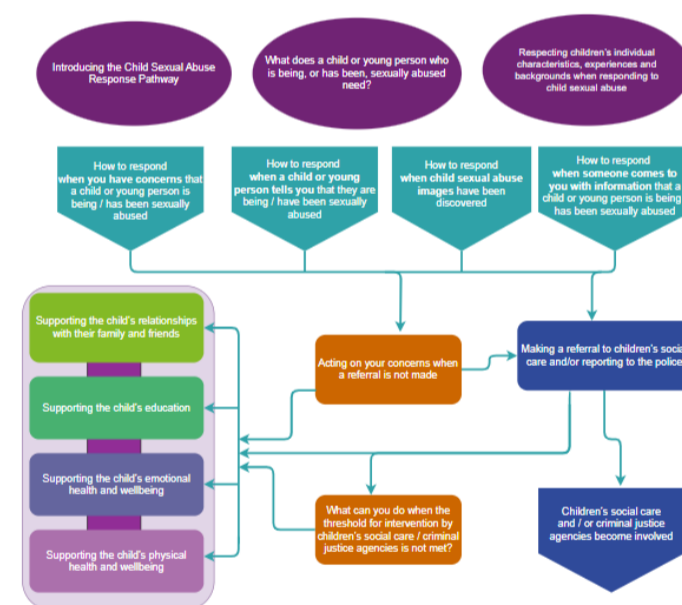 Introducing the Child Sexual Abuse
Response Pathway
What does a child or young person who
is being, or has been, sexually abused
need?
Respecting children's individual
characteristics, experiences and
backgrounds when responding to
child sexual abuse
How to respond
when you have concerns that
a child or young person is
being / has been sexually
abused
How to respond
when a child or young
person tells you that they are
being / have been sexually
abused
How to respond
when child sexual abuse
images have been
discovered
How to respond
when someone comes to
you with information that a
child or young person is being
has been sexually abused
Supporting the child's relationships
with their family and friends
Supporting the child's education
Supporting the child's emotional
health and wellbeing
Supporting the child's physical
health and wellbeing
Acting on your concerns when
a referral is not made
Making a referral to children's social
care and/or reporting to the police
What can you do when the
threshold for intervention by
children's social care / criminal
justice agencies is not met?
Children's social care
and / or criminal justice
agencies become involved